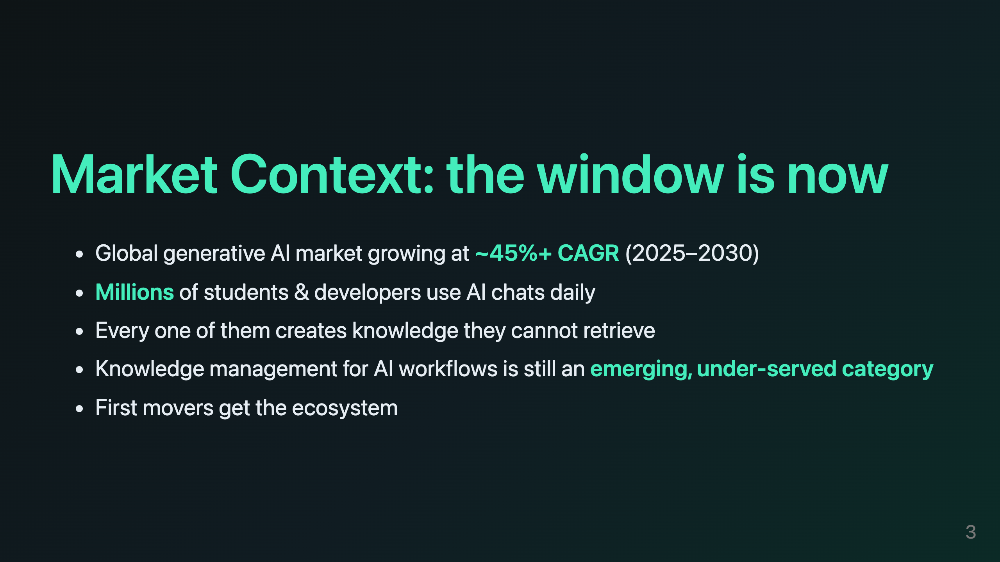 Market Context: the window is now
• Global generative AI market growing at ~45%+ CAGR (2025–2030)
• Millions of students & developers use AI chats daily
• Every one of them creates knowledge they cannot retrieve
• Knowledge management for AI workflows is still an emerging, under-served category
• First movers get the ecosystem
3